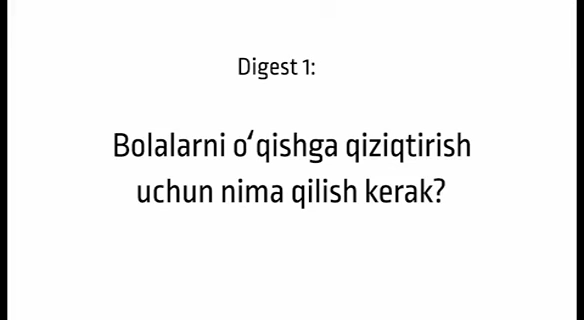 Digest 1:
Bolalarni oʻqishga qiziqtirish
uchun nima qilish kerak?